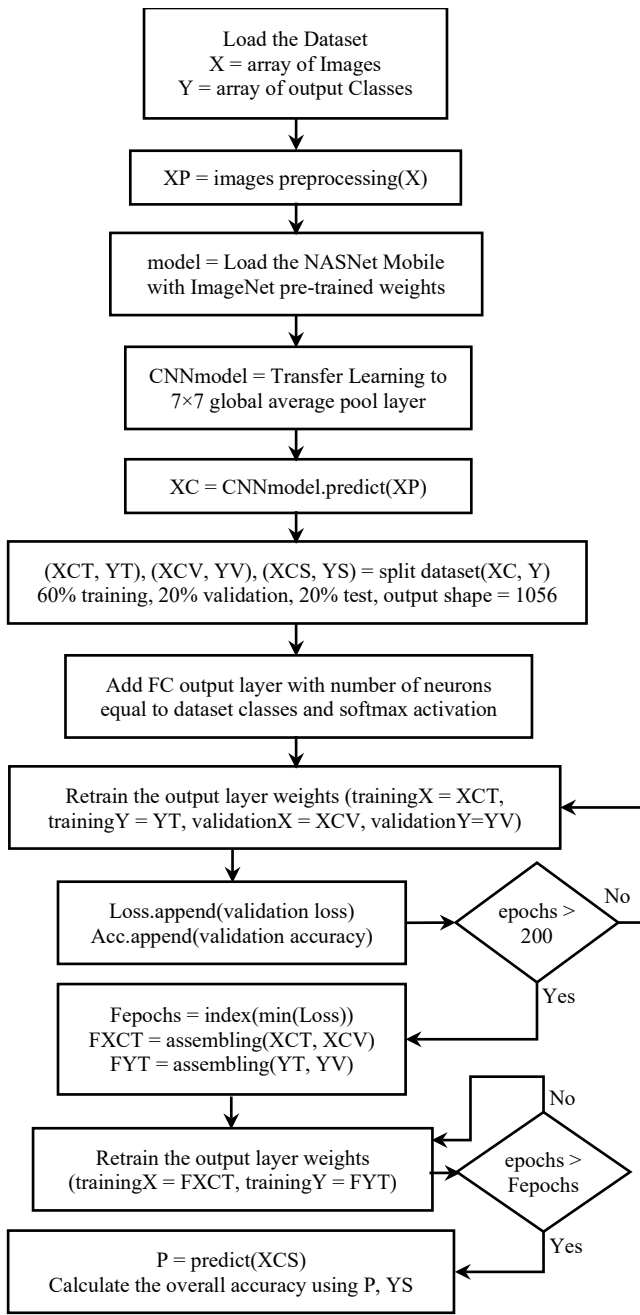 Load the Dataset
X = array of Images
Y = array of output Classes
XP = images preprocessing(X)
model = Load the NASNet Mobile
with ImageNet pre-trained weights
CNNmodel = Transfer Learning to
7×7 global average pool layer
XC = CNNmodel.predict(XP)
(XCT, YT), (XCV, YV), (XCS, YS) = split dataset(XC, Y)
60% training, 20% validation, 20% test, output shape = 1056
Add FC output layer with number of neurons
equal to dataset classes and softmax activation
Retrain the output layer weights (trainingX = XCT,
trainingY = YT, validationX = XCV, validationY=YV)
Loss.append(validation loss)
Acc.append(validation accuracy)
epochs >
200
No
Yes
Fepochs = index(min(Loss))
FXCT = assembling(XCT, XCV)
FYT = assembling(YT, YV)
Retrain the output layer weights
(trainingX = FXCT, trainingY = FYT)
No
epochs >
Fepochs
Yes
P = predict(XCS)
Calculate the overall accuracy using P, YS